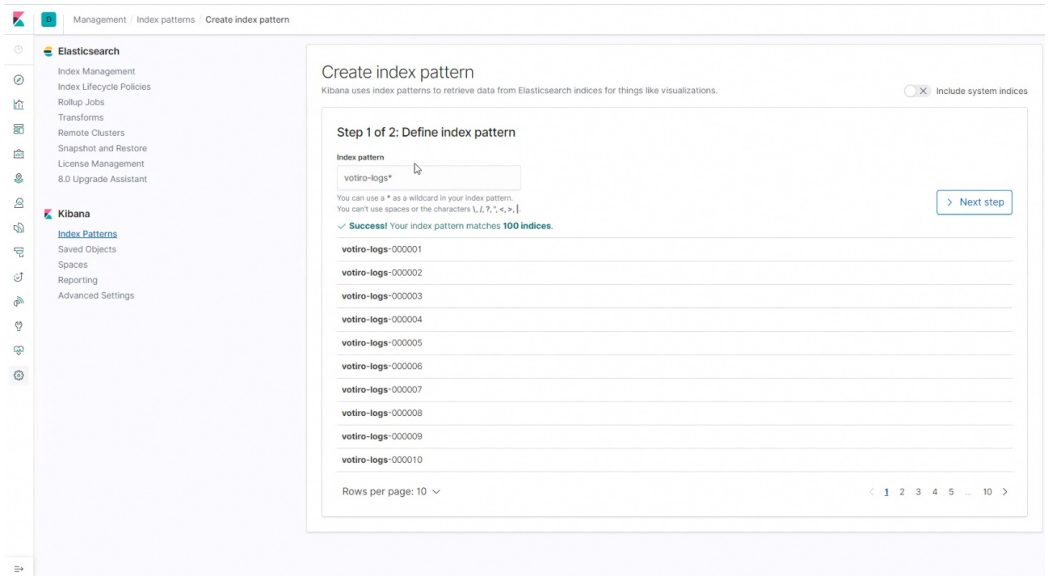 D
Management / Index patterns / Create index pattern
Elasticsearch
Index Management
Index Lifecycle Policies
Rollup Jobs
Transforms
Remote Clusters
Snapshot and Restore
License Management
8.0 Upgrade Assistant
Kibana
Index Patterns
Saved Objects
Spaces
Reporting
Advanced Settings
Create index pattern
Kibana uses index patterns to retrieve data from Elasticsearch indices for things like visualizations.
Include system indices
Step 1 of 2: Define index pattern
Index pattern
votiro-logs*
You can use a * as a wildcard in your index pattern.
You can't use spaces or the characters \, /, ?, ", <, >, |.
Next step
Success! Your index pattern matches 100 indices.
votiro-logs-000001
votiro-logs-000002
votiro-logs-000003
votiro-logs-000004
votiro-logs-000005
votiro-logs-000006
votiro-logs-000007
votiro-logs-000008
votiro-logs-000009
votiro-logs-000010
Rows per page: 10
1 2 3 4 5 ... 10